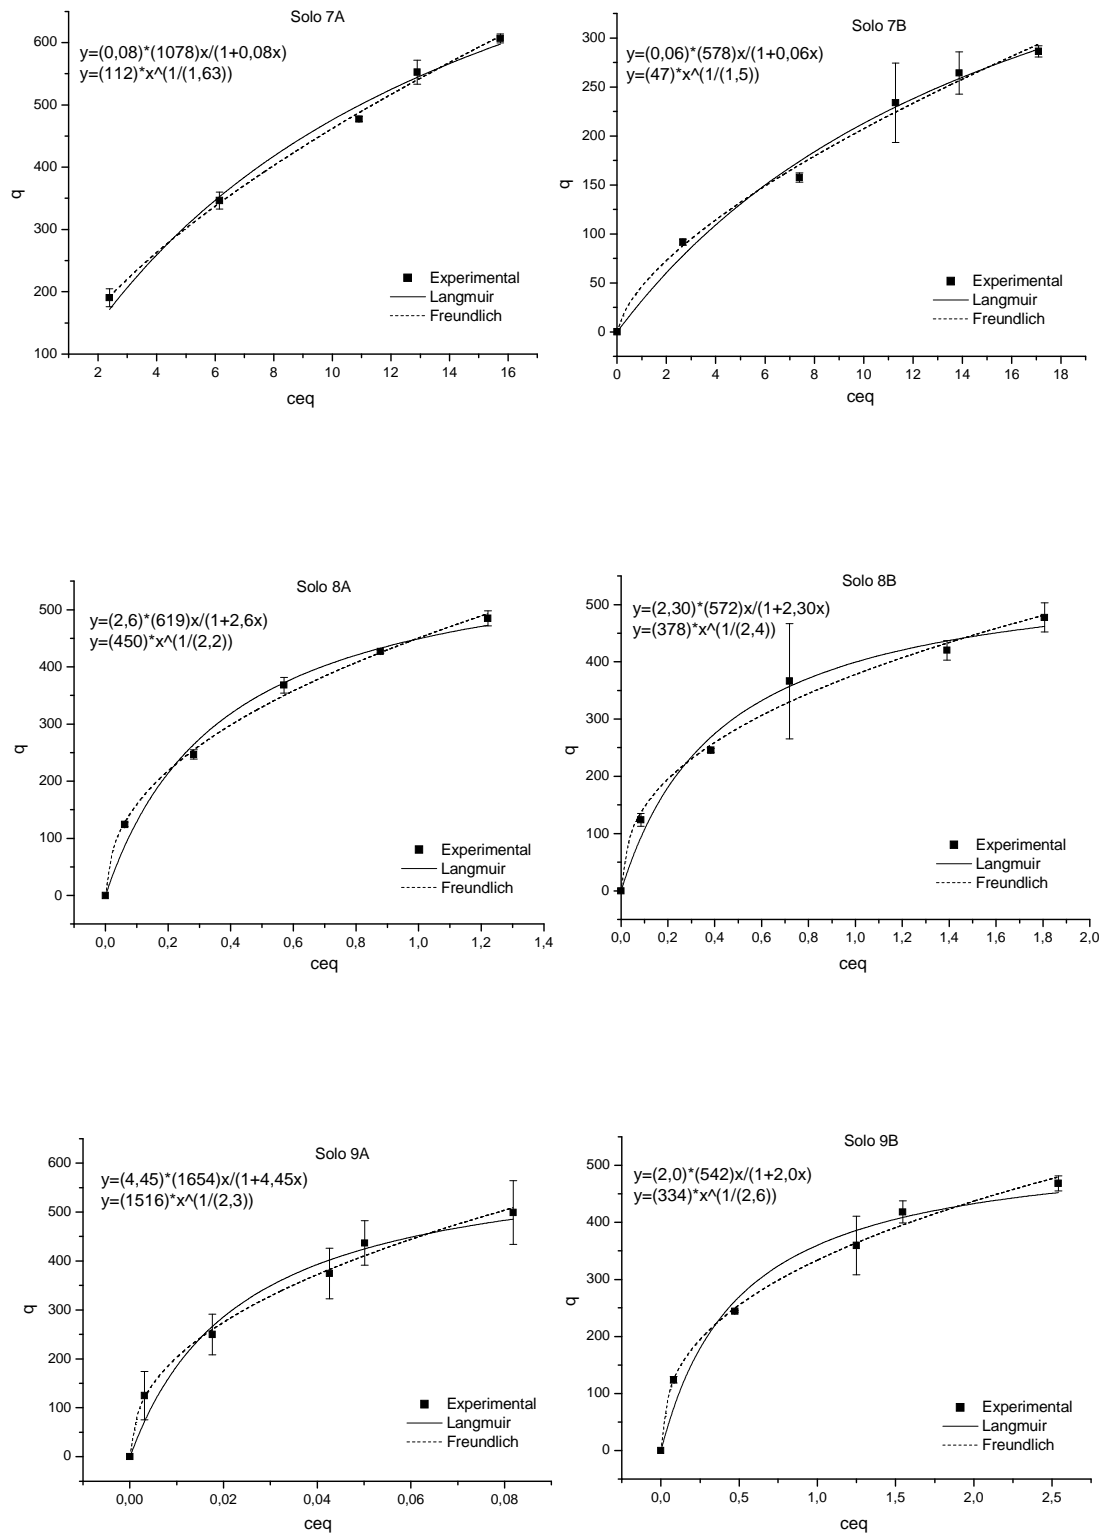 Solo 7A
y=(0,08)*(1078)x/(1+0,08x)
y=(112)*x^(1/(1,63))
600
500
400
300
200
100
q
Experimental
Langmuir
Freundlich
2 4 6 8 10 12 14 16
ceq
Solo 7B
y=(0,06)*(578)x/(1+0,06x)
y=(47)*x^(1/(1,5))
300
250
200
150
100
50
0
q
Experimental
Langmuir
Freundlich
0 2 4 6 8 10 12 14 16 18
ceq
Solo 8A
y=(2,6)*(619)x/(1+2,6x)
y=(450)*x^(1/(2,2))
500
400
300
200
100
0
q
Experimental
Langmuir
Freundlich
0,0 0,2 0,4 0,6 0,8 1,0 1,2 1,4
ceq
Solo 8B
y=(2,30)*(572)x/(1+2,30x)
y=(378)*x^(1/(2,4))
500
400
300
200
100
0
q
Experimental
Langmuir
Freundlich
0,0 0,2 0,4 0,6 0,8 1,0 1,2 1,4 1,6 1,8 2,0
ceq
Solo 9A
y=(4,45)*(1654)x/(1+4,45x)
y=(1516)*x^(1/(2,3))
600
500
400
300
200
100
0
q
Experimental
Langmuir
Freundlich
0,00 0,02 0,04 0,06 0,08
ceq
Solo 9B
y=(2,0)*(542)x/(1+2,0x)
y=(334)*x^(1/(2,6))
500
400
300
200
100
0
q
Experimental
Langmuir
Freundlich
0,0 0,5 1,0 1,5 2,0 2,5
ceq